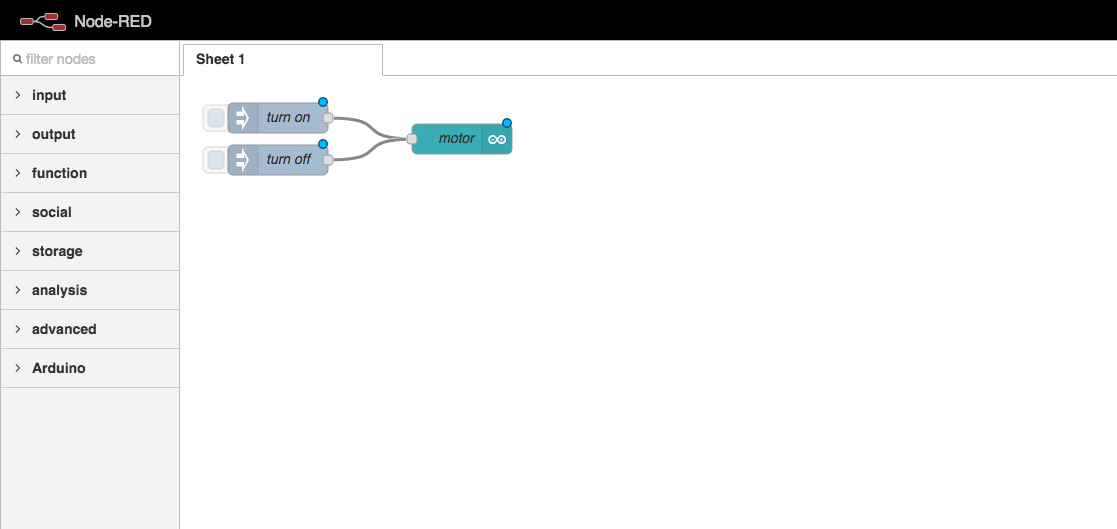 Node-RED
filter nodes
Sheet 1
input
output
function
social
storage
analysis
advanced
Arduino
turn on
turn off
motor